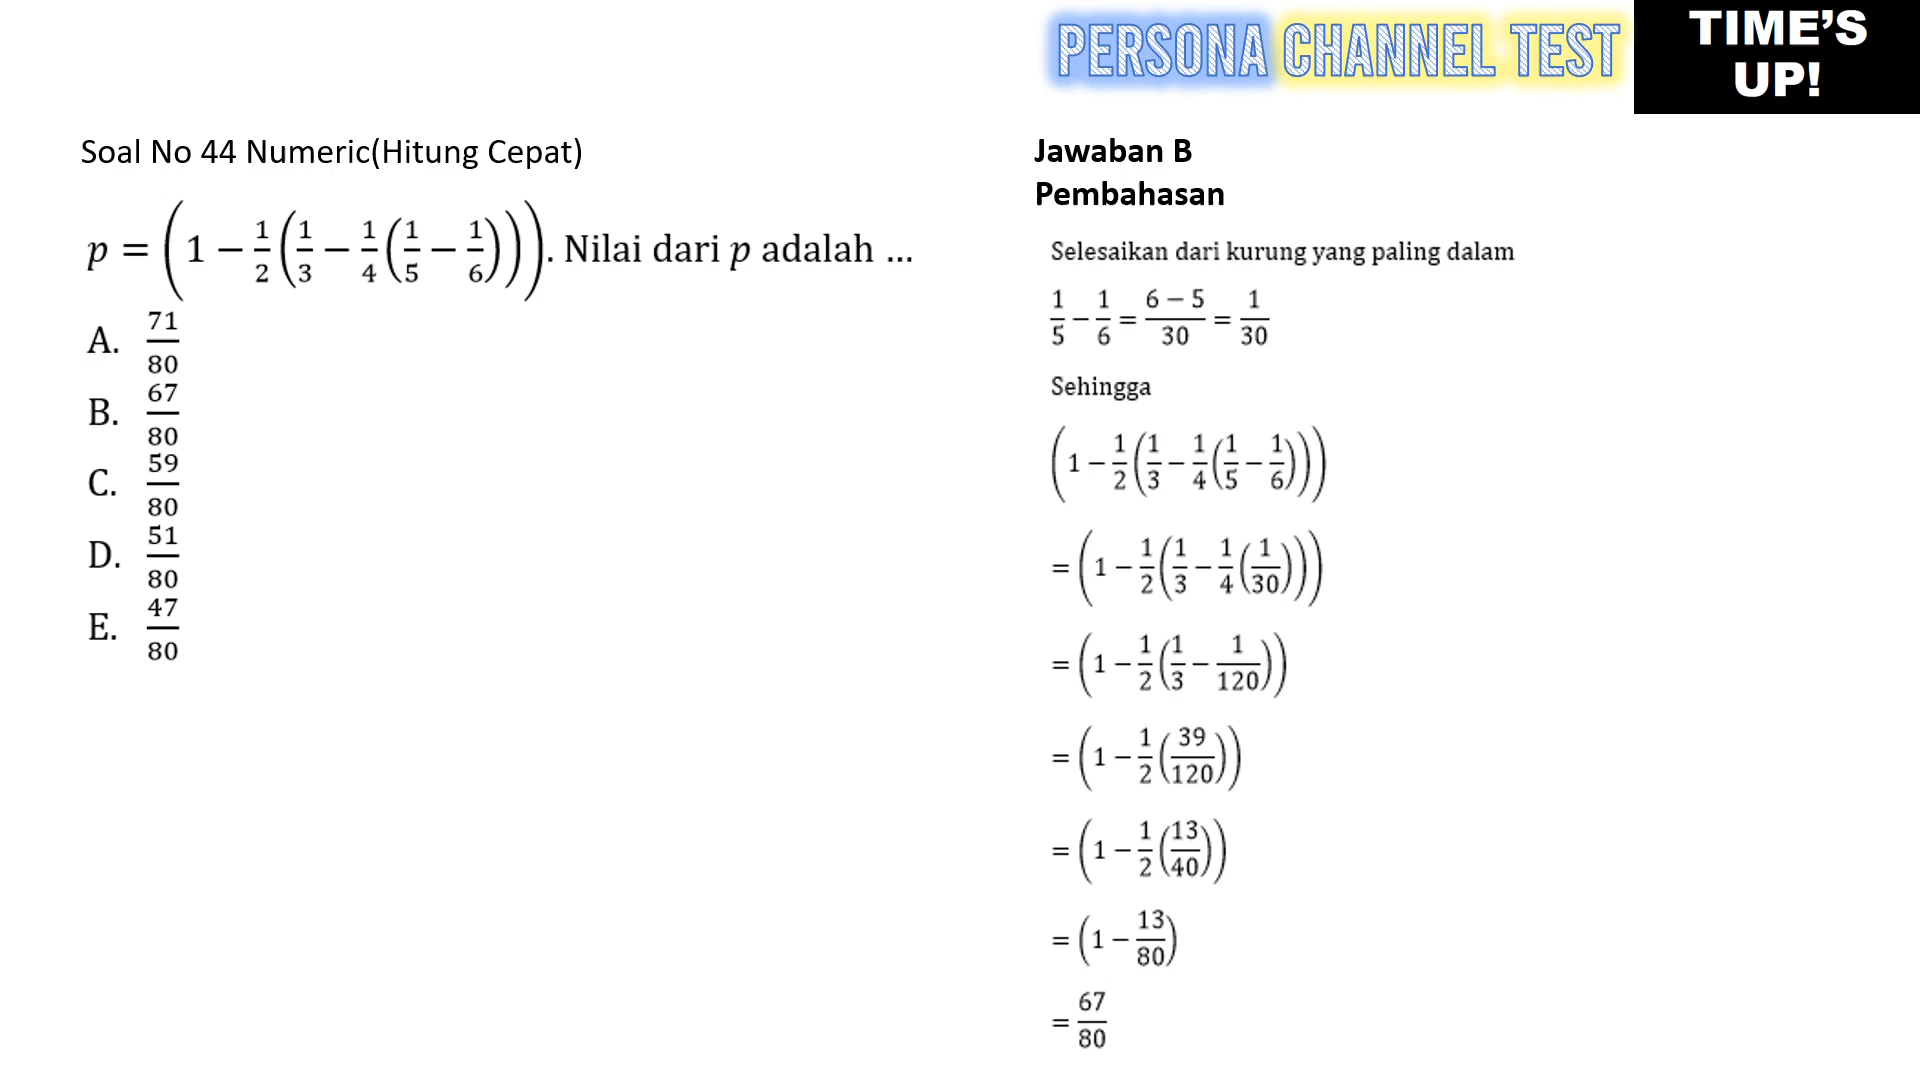 PERSONA CHANNEL TEST
TIME'S
UP!
Soal No 44 Numeric(Hitung Cepat)
p = (1 − 1/2 (1/3 − 1/4 (1/5 − 1/6))). Nilai dari p adalah ...
A. 71/80
B. 67/80
C. 59/80
D. 51/80
E. 47/80
Jawaban B
Pembahasan
Selesaikan dari kurung yang paling dalam
1/5 − 1/6 = (6 − 5)/30 = 1/30
Sehingga
(1 − 1/2 (1/3 − 1/4 (1/5 − 1/6)))
= (1 − 1/2 (1/3 − 1/4 (1/30)))
= (1 − 1/2 (1/3 − 1/120))
= (1 − 1/2 (39/120))
= (1 − 1/2 (13/40))
= (1 − 13/80)
= 67/80